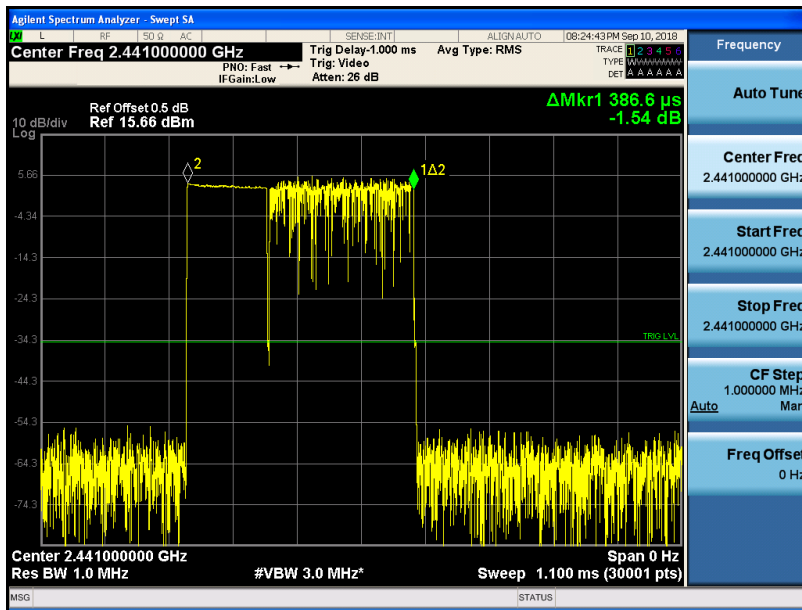 Agilent Spectrum Analyzer - Swept SA
LXI L RF 50 Ω AC SENSE:INT ALIGN AUTO 08:24:43 PM Sep 10, 2018
Center Freq 2.441000000 GHz
PNO: Fast
IFGain:Low
Trig Delay-1.000 ms
Trig: Video
Atten: 26 dB
Avg Type: RMS
TRACE 1 2 3 4 5 6
TYPE WWWWWW
DET A A A A A A
ΔMkr1 386.6 µs
-1.54 dB
Ref Offset 0.5 dB
10 dB/div Ref 15.66 dBm
Log
2
1Δ2
5.66
-4.34
-14.3
-24.3
-34.3
TRIG LVL
-44.3
-54.3
-64.3
-74.3
Center 2.441000000 GHz Span 0 Hz
Res BW 1.0 MHz #VBW 3.0 MHz* Sweep 1.100 ms (30001 pts)
MSG STATUS
Frequency
Auto Tune
Center Freq
2.441000000 GHz
Start Freq
2.441000000 GHz
Stop Freq
2.441000000 GHz
CF Step
1.000000 MHz
Auto Man
Freq Offset
0 Hz